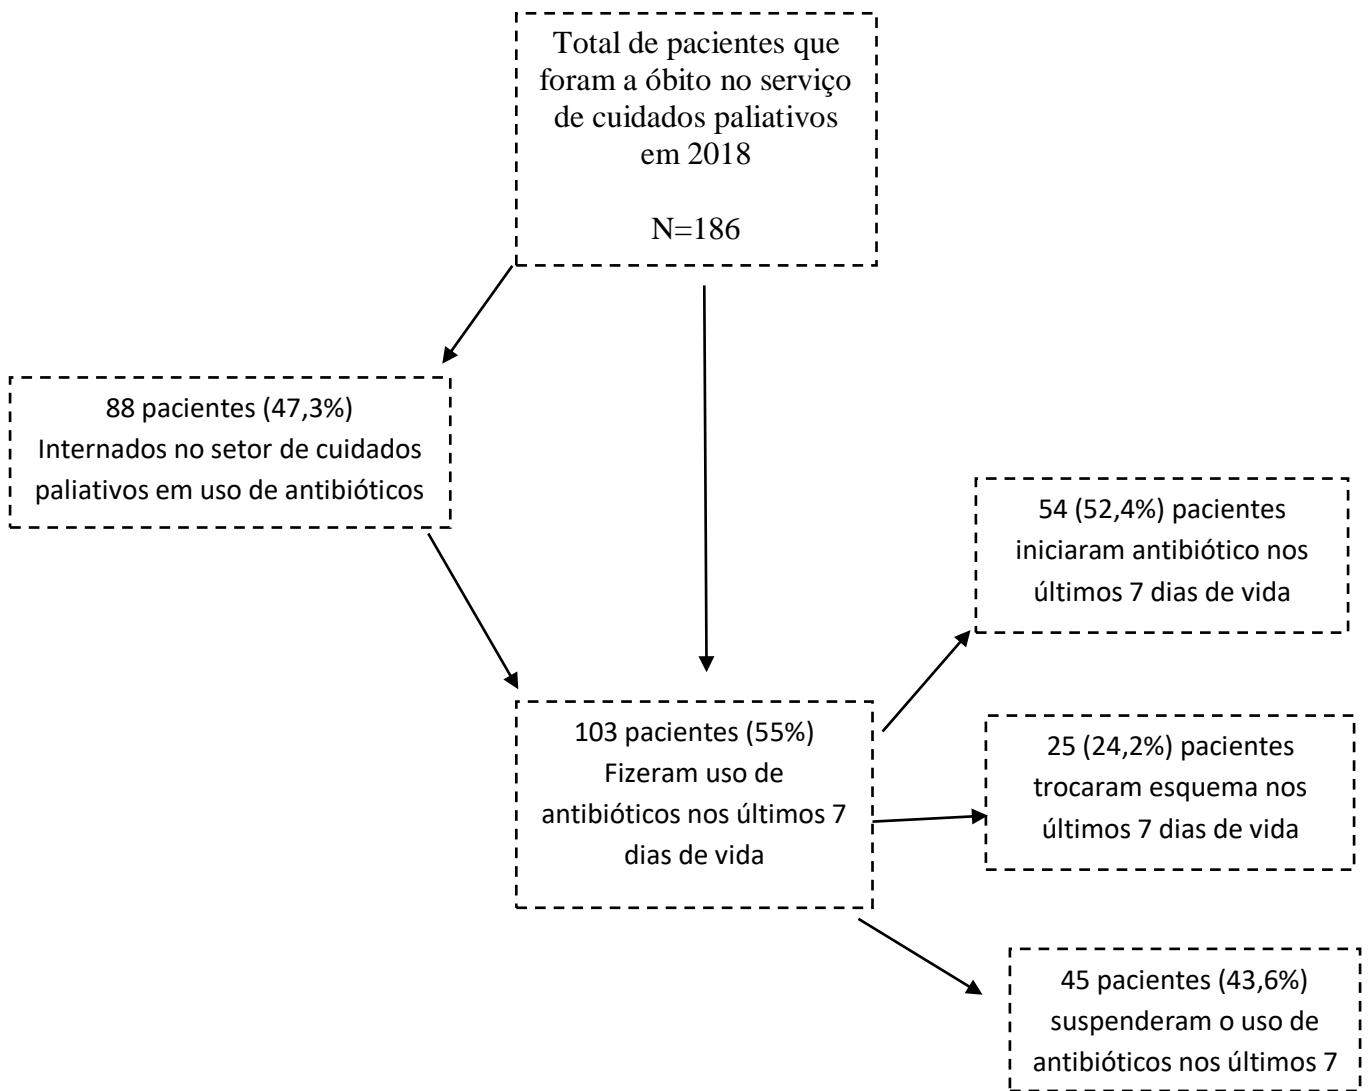 Total de pacientes que
foram a óbito no serviço
de cuidados paliativos
em 2018
N=186
88 pacientes (47,3%)
Internados no setor de cuidados
paliativos em uso de antibióticos
54 (52,4%) pacientes
iniciaram antibiótico nos
últimos 7 dias de vida
103 pacientes (55%)
Fizeram uso de
antibióticos nos últimos 7
dias de vida
25 (24,2%) pacientes
trocaram esquema nos
últimos 7 dias de vida
45 pacientes (43,6%)
suspenderam o uso de
antibióticos nos últimos 7